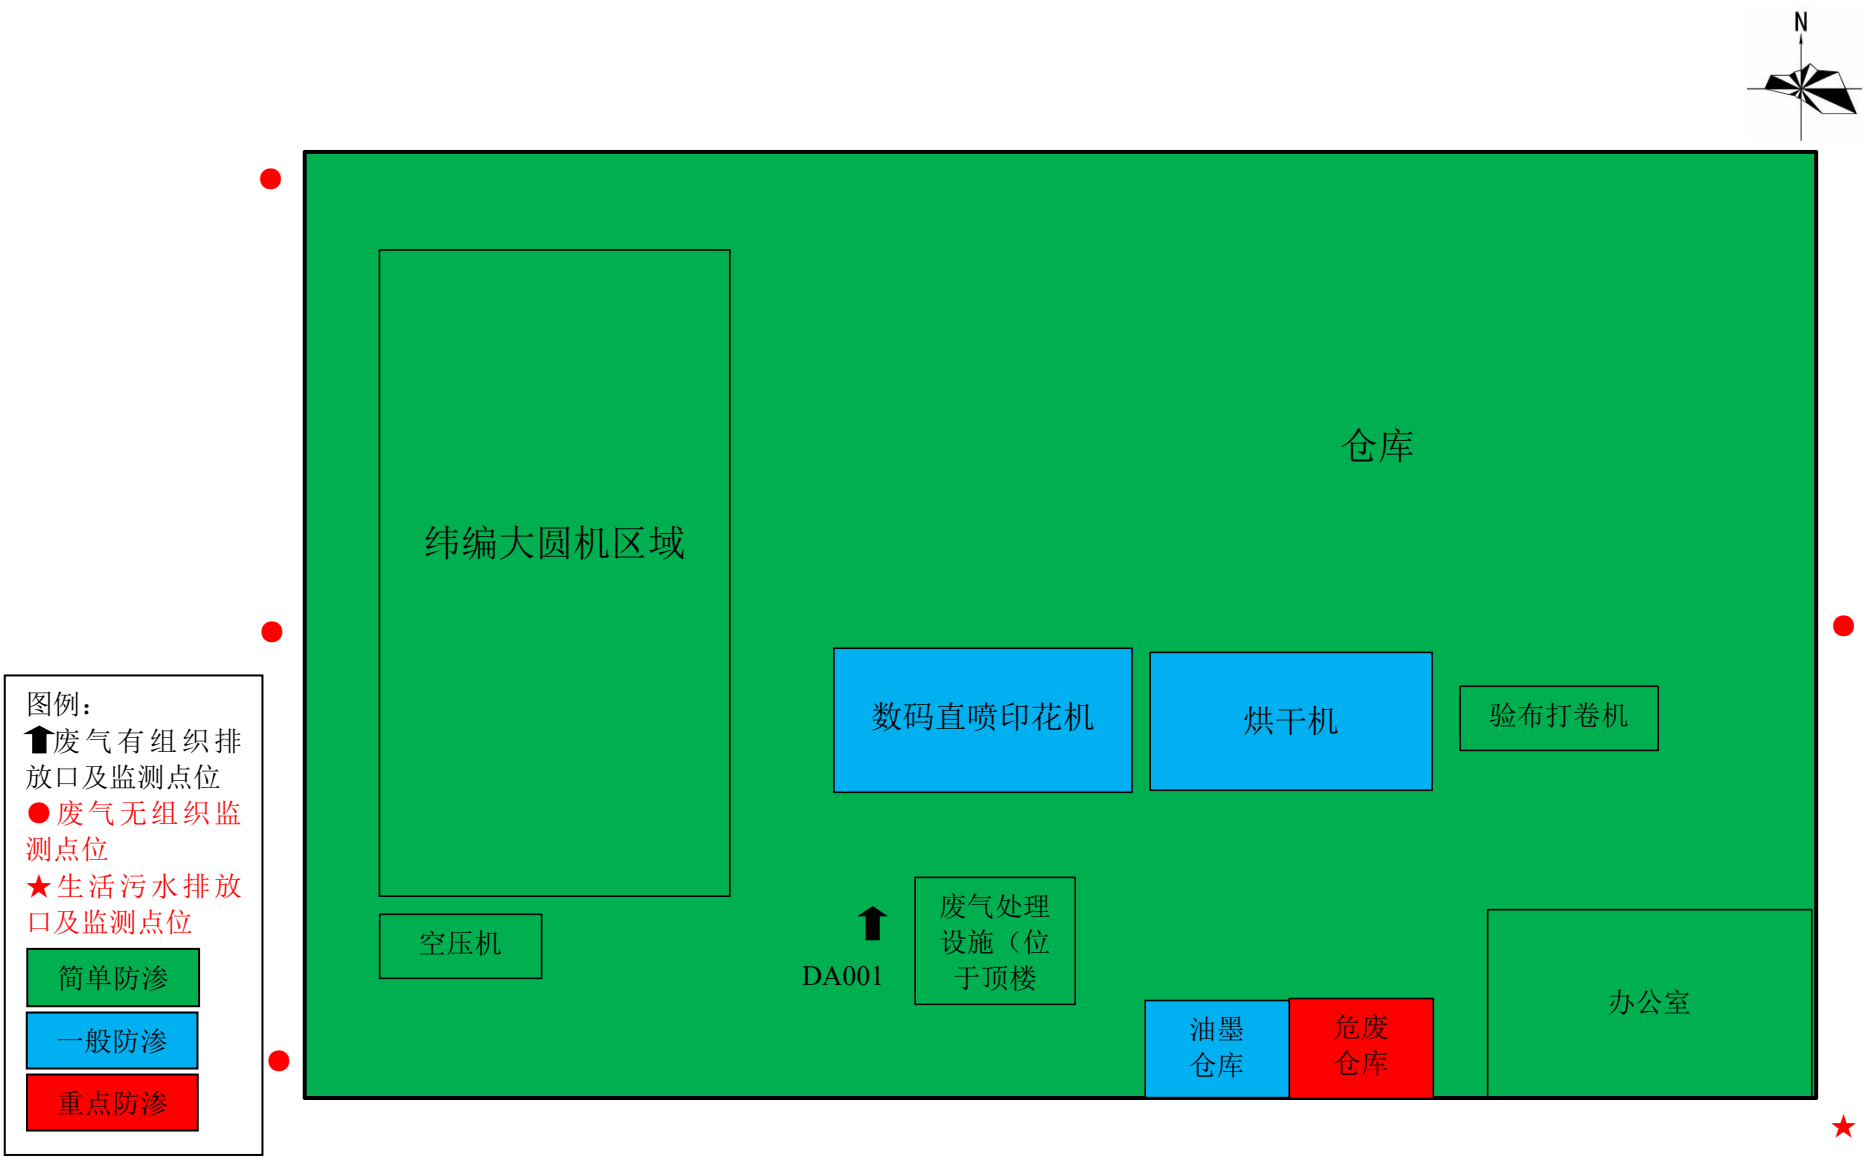 N
仓库
纬编大圆机区域
数码直喷印花机
烘干机
验布打卷机
图例：
废气有组织排
放口及监测点位
废气无组织监
测点位
生活污水排放
口及监测点位
简单防渗
一般防渗
重点防渗
空压机
DA001
废气处理
设施（位
于顶楼
油墨
仓库
危废
仓库
办公室